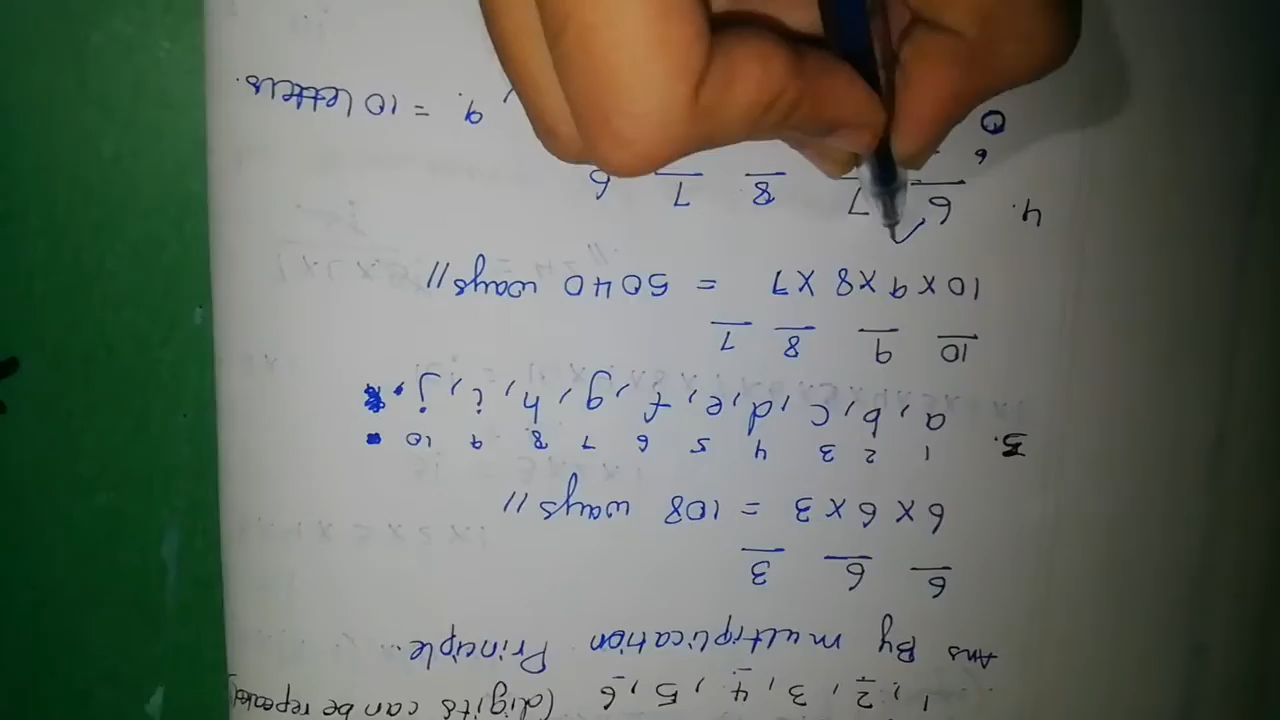 1, 2, 3, 4, 5, 6 (digits can be repeated)
Ans By multiplication Principle.
6 6 3
6 x 6 x 3 = 108 ways //
3. 1 2 3 4 5 6 7 8 9 10
a, b, c, d, e, f, g, h, i, j.
10 9 8 7
10 x 9 x 8 x 7 = 5040 ways //
4. 6 7 8 7 6
0
, 9. = 10 letters.